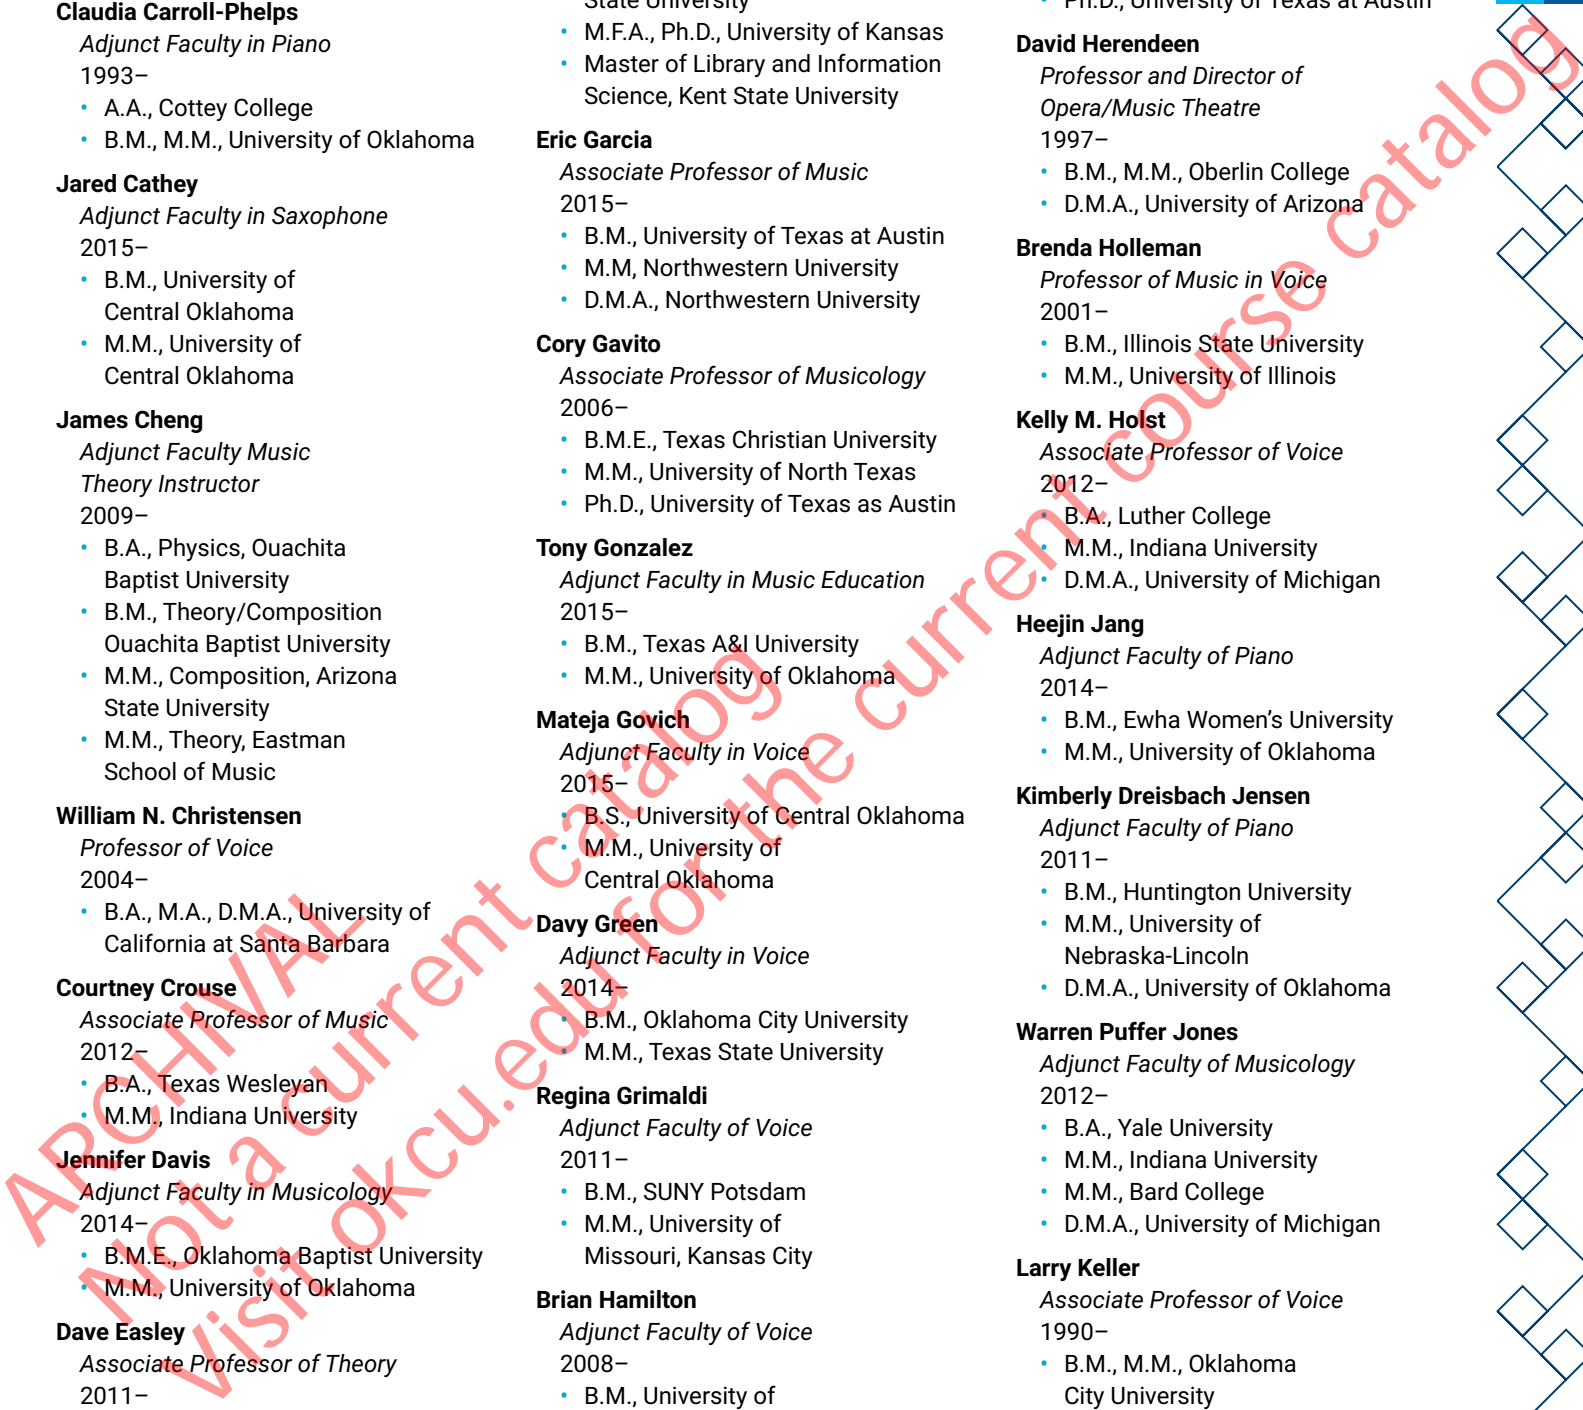 Claudia Carroll-Phelps
Adjunct Faculty in Piano
1993–
• A.A., Cottey College
• B.M., M.M., University of Oklahoma
Jared Cathey
Adjunct Faculty in Saxophone
2015–
• B.M., University of
Central Oklahoma
• M.M., University of
Central Oklahoma
James Cheng
Adjunct Faculty Music
Theory Instructor
2009–
• B.A., Physics, Ouachita
Baptist University
• B.M., Theory/Composition
Ouachita Baptist University
• M.M., Composition, Arizona
State University
• M.M., Theory, Eastman
School of Music
William N. Christensen
Professor of Voice
2004–
• B.A., M.A., D.M.A., University of
California at Santa Barbara
Courtney Crouse
Associate Professor of Music
2012–
• B.A., Texas Wesleyan
• M.M., Indiana University
Jennifer Davis
Adjunct Faculty in Musicology
2014–
• B.M.E., Oklahoma Baptist University
• M.M., University of Oklahoma
Dave Easley
Associate Professor of Theory
2011–
State University
• M.F.A., Ph.D., University of Kansas
• Master of Library and Information
Science, Kent State University
Eric Garcia
Associate Professor of Music
2015–
• B.M., University of Texas at Austin
• M.M, Northwestern University
• D.M.A., Northwestern University
Cory Gavito
Associate Professor of Musicology
2006–
• B.M.E., Texas Christian University
• M.M., University of North Texas
• Ph.D., University of Texas as Austin
Tony Gonzalez
Adjunct Faculty in Music Education
2015–
• B.M., Texas A&I University
• M.M., University of Oklahoma
Mateja Govich
Adjunct Faculty in Voice
2015–
• B.S., University of Central Oklahoma
• M.M., University of
Central Oklahoma
Davy Green
Adjunct Faculty in Voice
2014–
• B.M., Oklahoma City University
• M.M., Texas State University
Regina Grimaldi
Adjunct Faculty of Voice
2011–
• B.M., SUNY Potsdam
• M.M., University of
Missouri, Kansas City
Brian Hamilton
Adjunct Faculty of Voice
2008–
• B.M., University of
• Ph.D., University of Texas at Austin
David Herendeen
Professor and Director of
Opera/Music Theatre
1997–
• B.M., M.M., Oberlin College
• D.M.A., University of Arizona
Brenda Holleman
Professor of Music in Voice
2001–
• B.M., Illinois State University
• M.M., University of Illinois
Kelly M. Holst
Associate Professor of Voice
2012–
• B.A., Luther College
• M.M., Indiana University
• D.M.A., University of Michigan
Heejin Jang
Adjunct Faculty of Piano
2014–
• B.M., Ewha Women’s University
• M.M., University of Oklahoma
Kimberly Dreisbach Jensen
Adjunct Faculty of Piano
2011–
• B.M., Huntington University
• M.M., University of
Nebraska-Lincoln
• D.M.A., University of Oklahoma
Warren Puffer Jones
Adjunct Faculty of Musicology
2012–
• B.A., Yale University
• M.M., Indiana University
• M.M., Bard College
• D.M.A., University of Michigan
Larry Keller
Associate Professor of Voice
1990–
• B.M., M.M., Oklahoma
City University
ARCHIVAL
Not a current catalog
Visit okcu.edu for the current course catalog